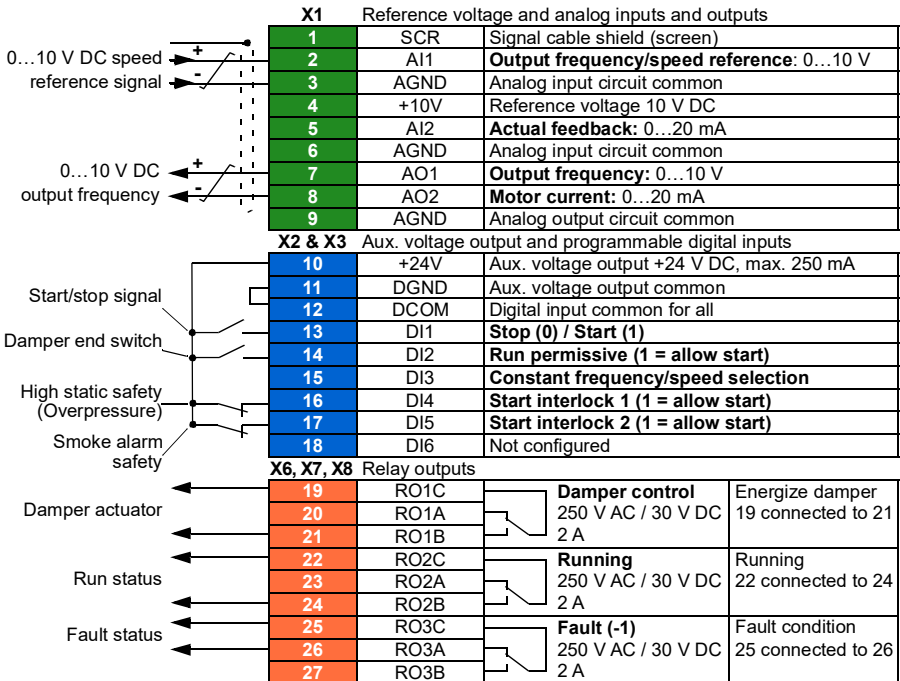 X1 Reference voltage and analog inputs and outputs
1 SCR Signal cable shield (screen)
0…10 V DC speed + 2 AI1 Output frequency/speed reference: 0…10 V
reference signal - 3 AGND Analog input circuit common
4 +10V Reference voltage 10 V DC
5 AI2 Actual feedback: 0…20 mA
6 AGND Analog input circuit common
0…10 V DC + 7 AO1 Output frequency: 0…10 V
output frequency - 8 AO2 Motor current: 0…20 mA
9 AGND Analog output circuit common
X2 & X3 Aux. voltage output and programmable digital inputs
10 +24V Aux. voltage output +24 V DC, max. 250 mA
Start/stop signal 11 DGND Aux. voltage output common
12 DCOM Digital input common for all
Damper end switch 13 DI1 Stop (0) / Start (1)
14 DI2 Run permissive (1 = allow start)
15 DI3 Constant frequency/speed selection
High static safety
(Overpressure) 16 DI4 Start interlock 1 (1 = allow start)
Smoke alarm 17 DI5 Start interlock 2 (1 = allow start)
safety 18 DI6 Not configured
X6, X7, X8 Relay outputs
19 RO1C Damper control Energize damper
Damper actuator 20 RO1A 250 V AC / 30 V DC 19 connected to 21
21 RO1B 2 A
22 RO2C Running Running
Run status 23 RO2A 250 V AC / 30 V DC 22 connected to 24
24 RO2B 2 A
Fault status 25 RO3C Fault (-1) Fault condition
26 RO3A 250 V AC / 30 V DC 25 connected to 26
27 RO3B 2 A